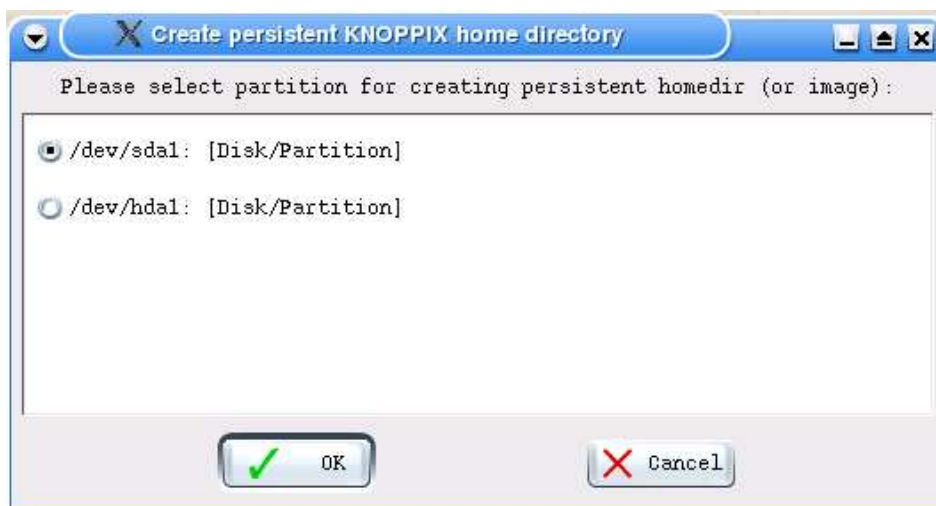 Create persistent KNOPPIX home directory
Please select partition for creating persistent homedir (or image):
/dev/sda1: [Disk/Partition]
/dev/hda1: [Disk/Partition]
OK
Cancel